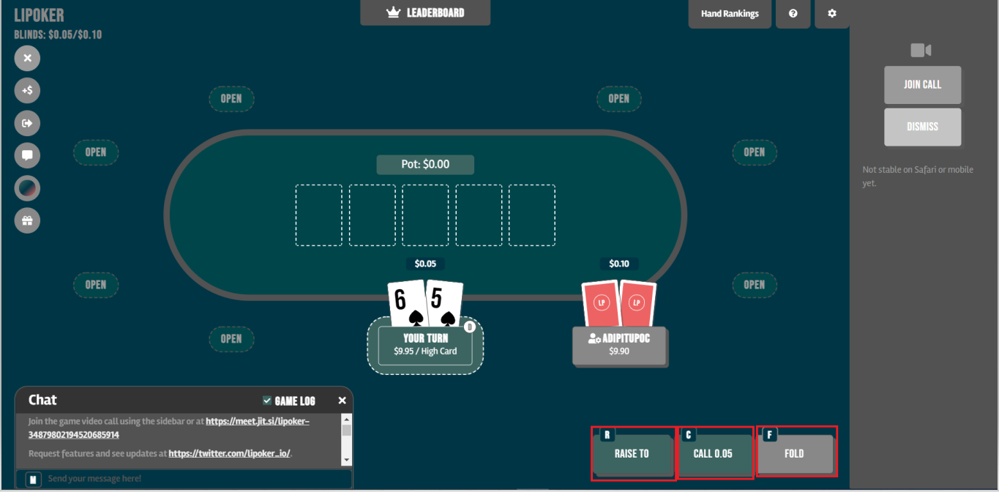 LIPOKER
BLINDS: $0.05/$0.10
LEADERBOARD
Hand Rankings
?
+$
JOIN CALL
DISMISS
Not stable on Safari or mobile
yet.
OPEN
OPEN
OPEN
OPEN
Pot: $0.00
$0.05
$0.10
OPEN
OPEN
6
5
LP
LP
D
OPEN
YOUR TURN
$9.95 / High Card
ADIPITUPOC
$9.90
Chat
GAME LOG
Join the game video call using the sidebar or at https://meet.jit.si/lipoker-
34879802194520685914
Request features and see updates at https://twitter.com/lipoker_io/.
M
Send your message here!
R
RAISE TO
C
CALL 0.05
F
FOLD